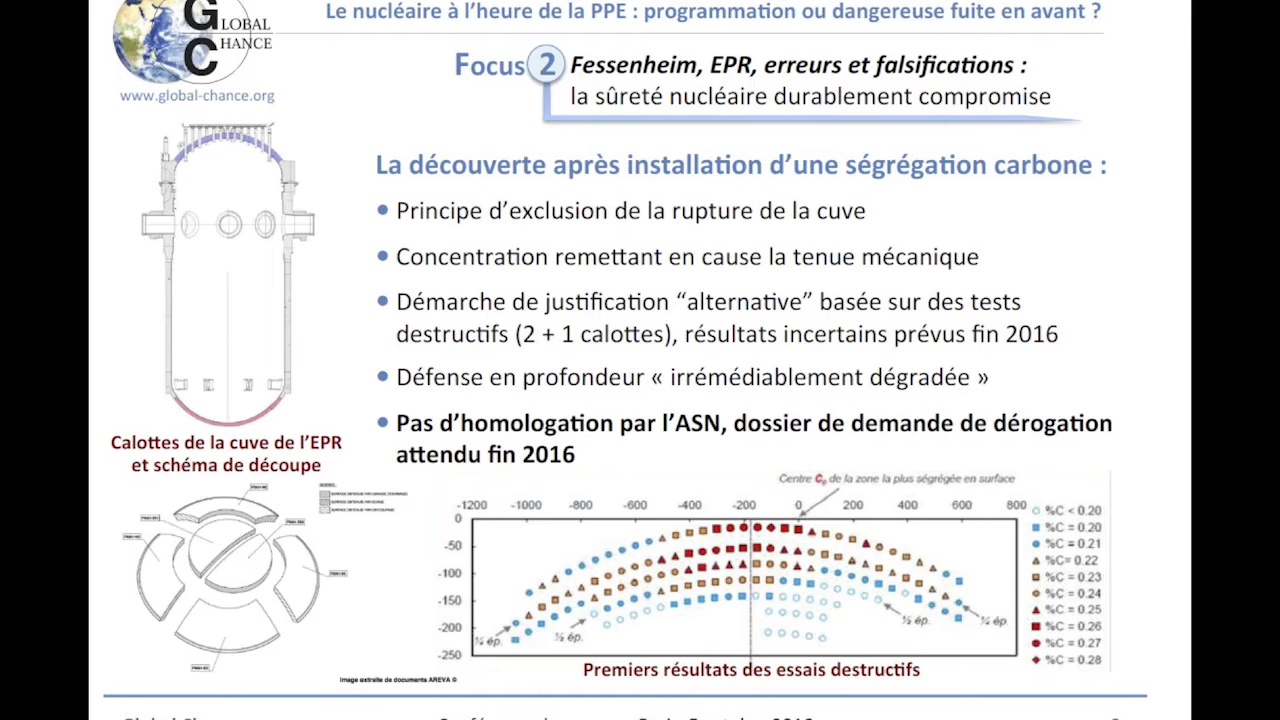 GLOBAL
CHANCE
www.global-chance.org
Le nucléaire à l’heure de la PPE : programmation ou dangereuse fuite en avant ?
Focus 2 Fessenheim, EPR, erreurs et falsifications :
la sûreté nucléaire durablement compromise
La découverte après installation d’une ségrégation carbone :
• Principe d’exclusion de la rupture de la cuve
• Concentration remettant en cause la tenue mécanique
• Démarche de justification “alternative” basée sur des tests
destructifs (2 + 1 calottes), résultats incertains prévus fin 2016
• Défense en profondeur « irrémédiablement dégradée »
• Pas d’homologation par l’ASN, dossier de demande de dérogation
attendu fin 2016
Calottes de la cuve de l’EPR
et schéma de découpe
Image extraite de documents AREVA ©
Centre C₀ de la zone la plus ségrégée en surface
-1200 -1000 -800 -600 -400 -200 0 200 400 600 800
0
-50
-100
-150
-200
-250
¼ ép.
½ ép.
½ ép.
¼ ép.
%C < 0.20
%C = 0.20
%C = 0.21
%C= 0.22
%C = 0.23
%C = 0.24
%C = 0.25
%C = 0.26
%C = 0.27
%C = 0.28
Premiers résultats des essais destructifs